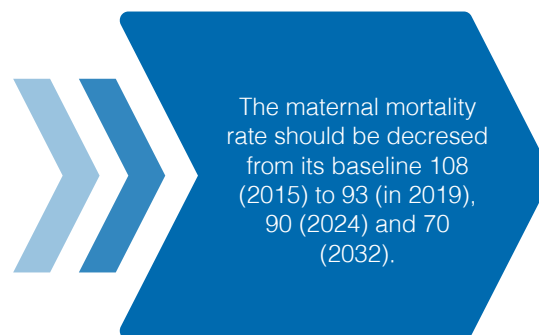 The maternal mortality
rate should be decresed
from its baseline 108
(2015) to 93 (in 2019),
90 (2024) and 70
(2032).